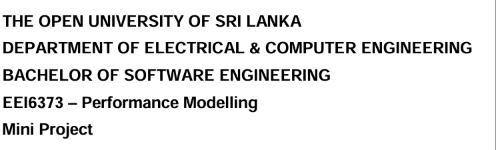 THE OPEN UNIVERSITY OF SRI LANKA
DEPARTMENT OF ELECTRICAL & COMPUTER ENGINEERING
BACHELOR OF SOFTWARE ENGINEERING
EEI6373 – Performance Modelling
Mini Project